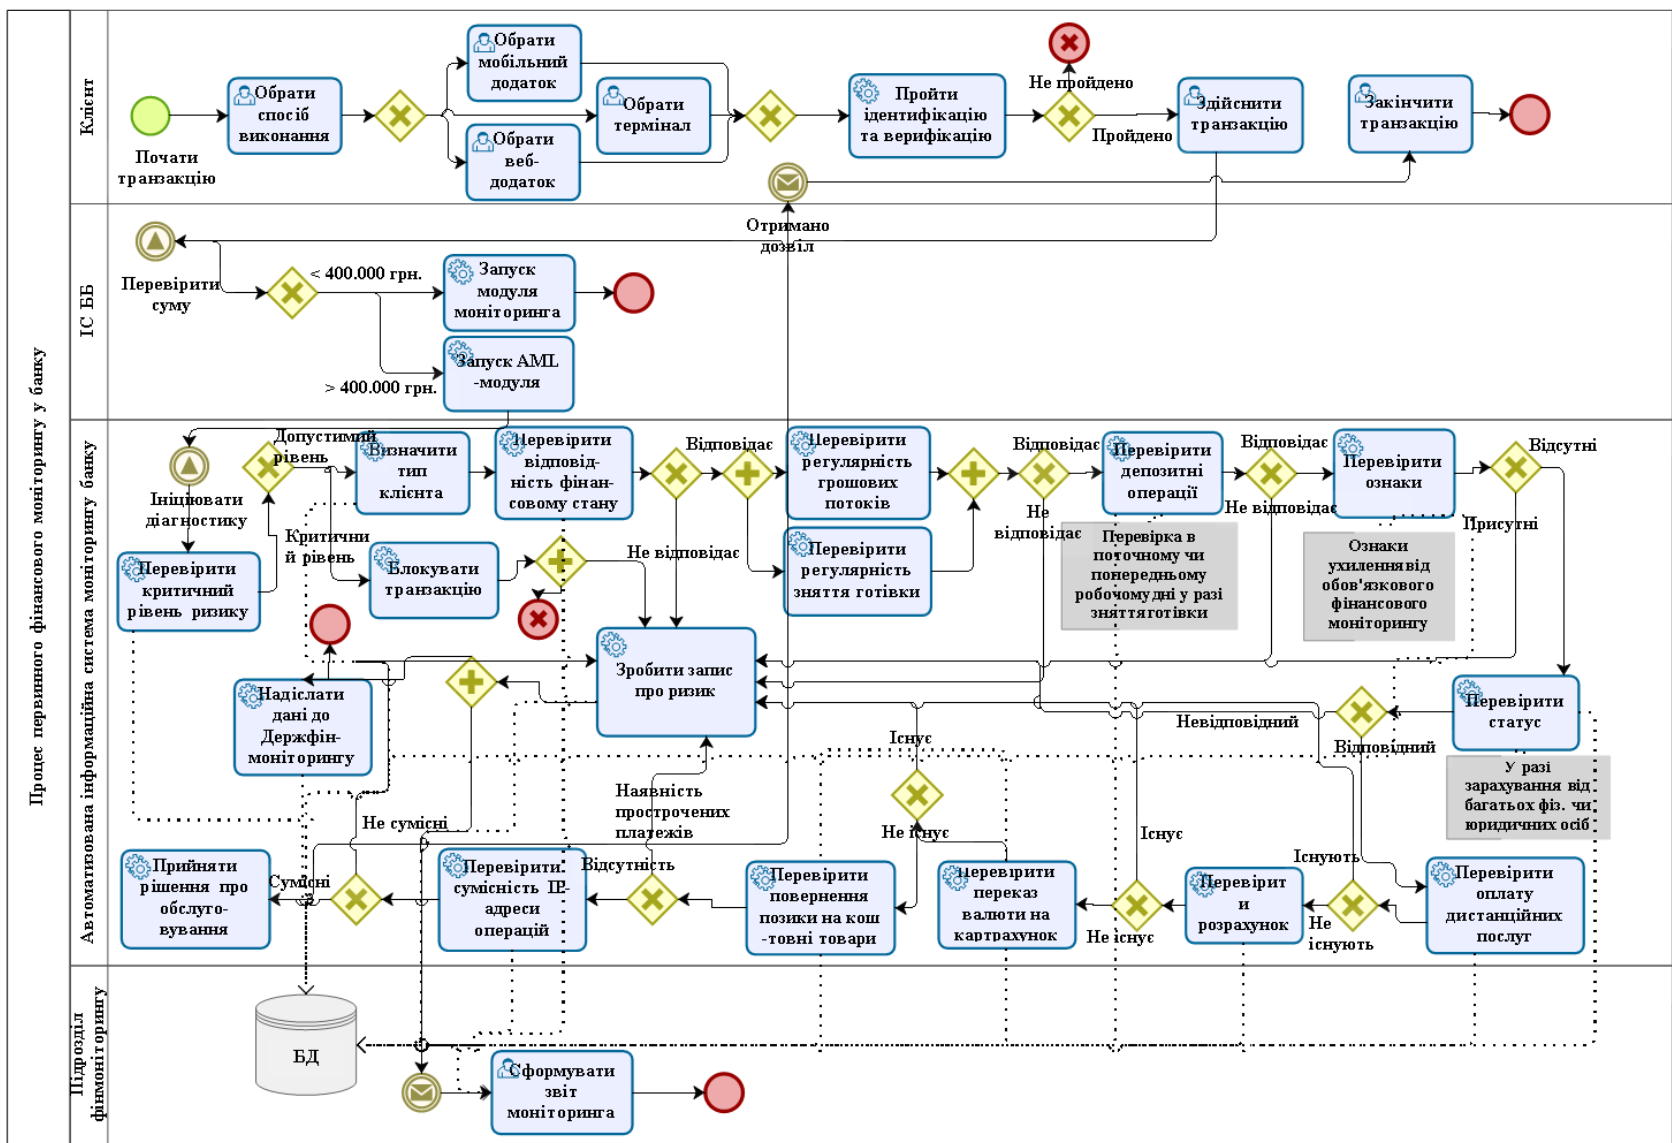 Процес первинного фінансового моніторингу у банку
Клієнт
Почати
транзакцію
Обрати
спосіб
виконання
Обрати
мобільний
додаток
Обрати
термінал
Обрати
веб-
додаток
Пройти
ідентифікацію
та верифікацію
Не пройдено
Пройдено
Здійснити
транзакцію
Закінчити
транзакцію
Отримано
дозвіл
ІС ББ
Перевірити
суму
< 400.000 грн.
> 400.000 грн.
Запуск
модуля
моніторинга
Запуск AML
-модуля
Автоматизована інформаційна система моніторингу банку
Ініціювати
діагностику
Перевірити
критичний
рівень ризику
Допустимий
рівень
Критични
й рівень
Визначити
тип
клієнта
Блокувати
транзакцію
Перевірити
відповід-
ність фінан-
совому стану
Відповідає
Не відповідає
Перевірити
регулярність
грошових
потоків
Перевірити
регулярність
зняття готівки
Відповідає
Не
відповідає
Перевірити
депозитні
операції
Перевірка в
поточному чи
попередньому
робочому дні у разі
зняття готівки
Відповідає
Не відповідає
Перевірити
ознаки
Ознаки
ухилення від
обов'язкового
фінансового
моніторингу
Відсутні
Присутні
Зробити запис
про ризик
Надіслати
дані до
Держфін-
моніторингу
Перевірити
статус
Невідповідний
Відповідний
У разі
зарахування від
багатьох фіз. чи
юридичних осіб
Існує
Не існує
Наявність
прострочених
платежів
Відсутність
Не сумісні
Сумісні
Прийняти
рішення про
обслуго-
вування
Перевірити
сумісність IP-
адреси
операцій
Перевірити
повернення
позики на кош
-товні товари
Перевірити
переказ
валюти на
картрахунок
Існує
Не існує
Перевірит
и
розрахунок
Існують
Не
існують
Перевірити
оплату
дистанційних
послуг
Підрозділ
фінмоніторингу
БД
Сформувати
звіт
моніторинга